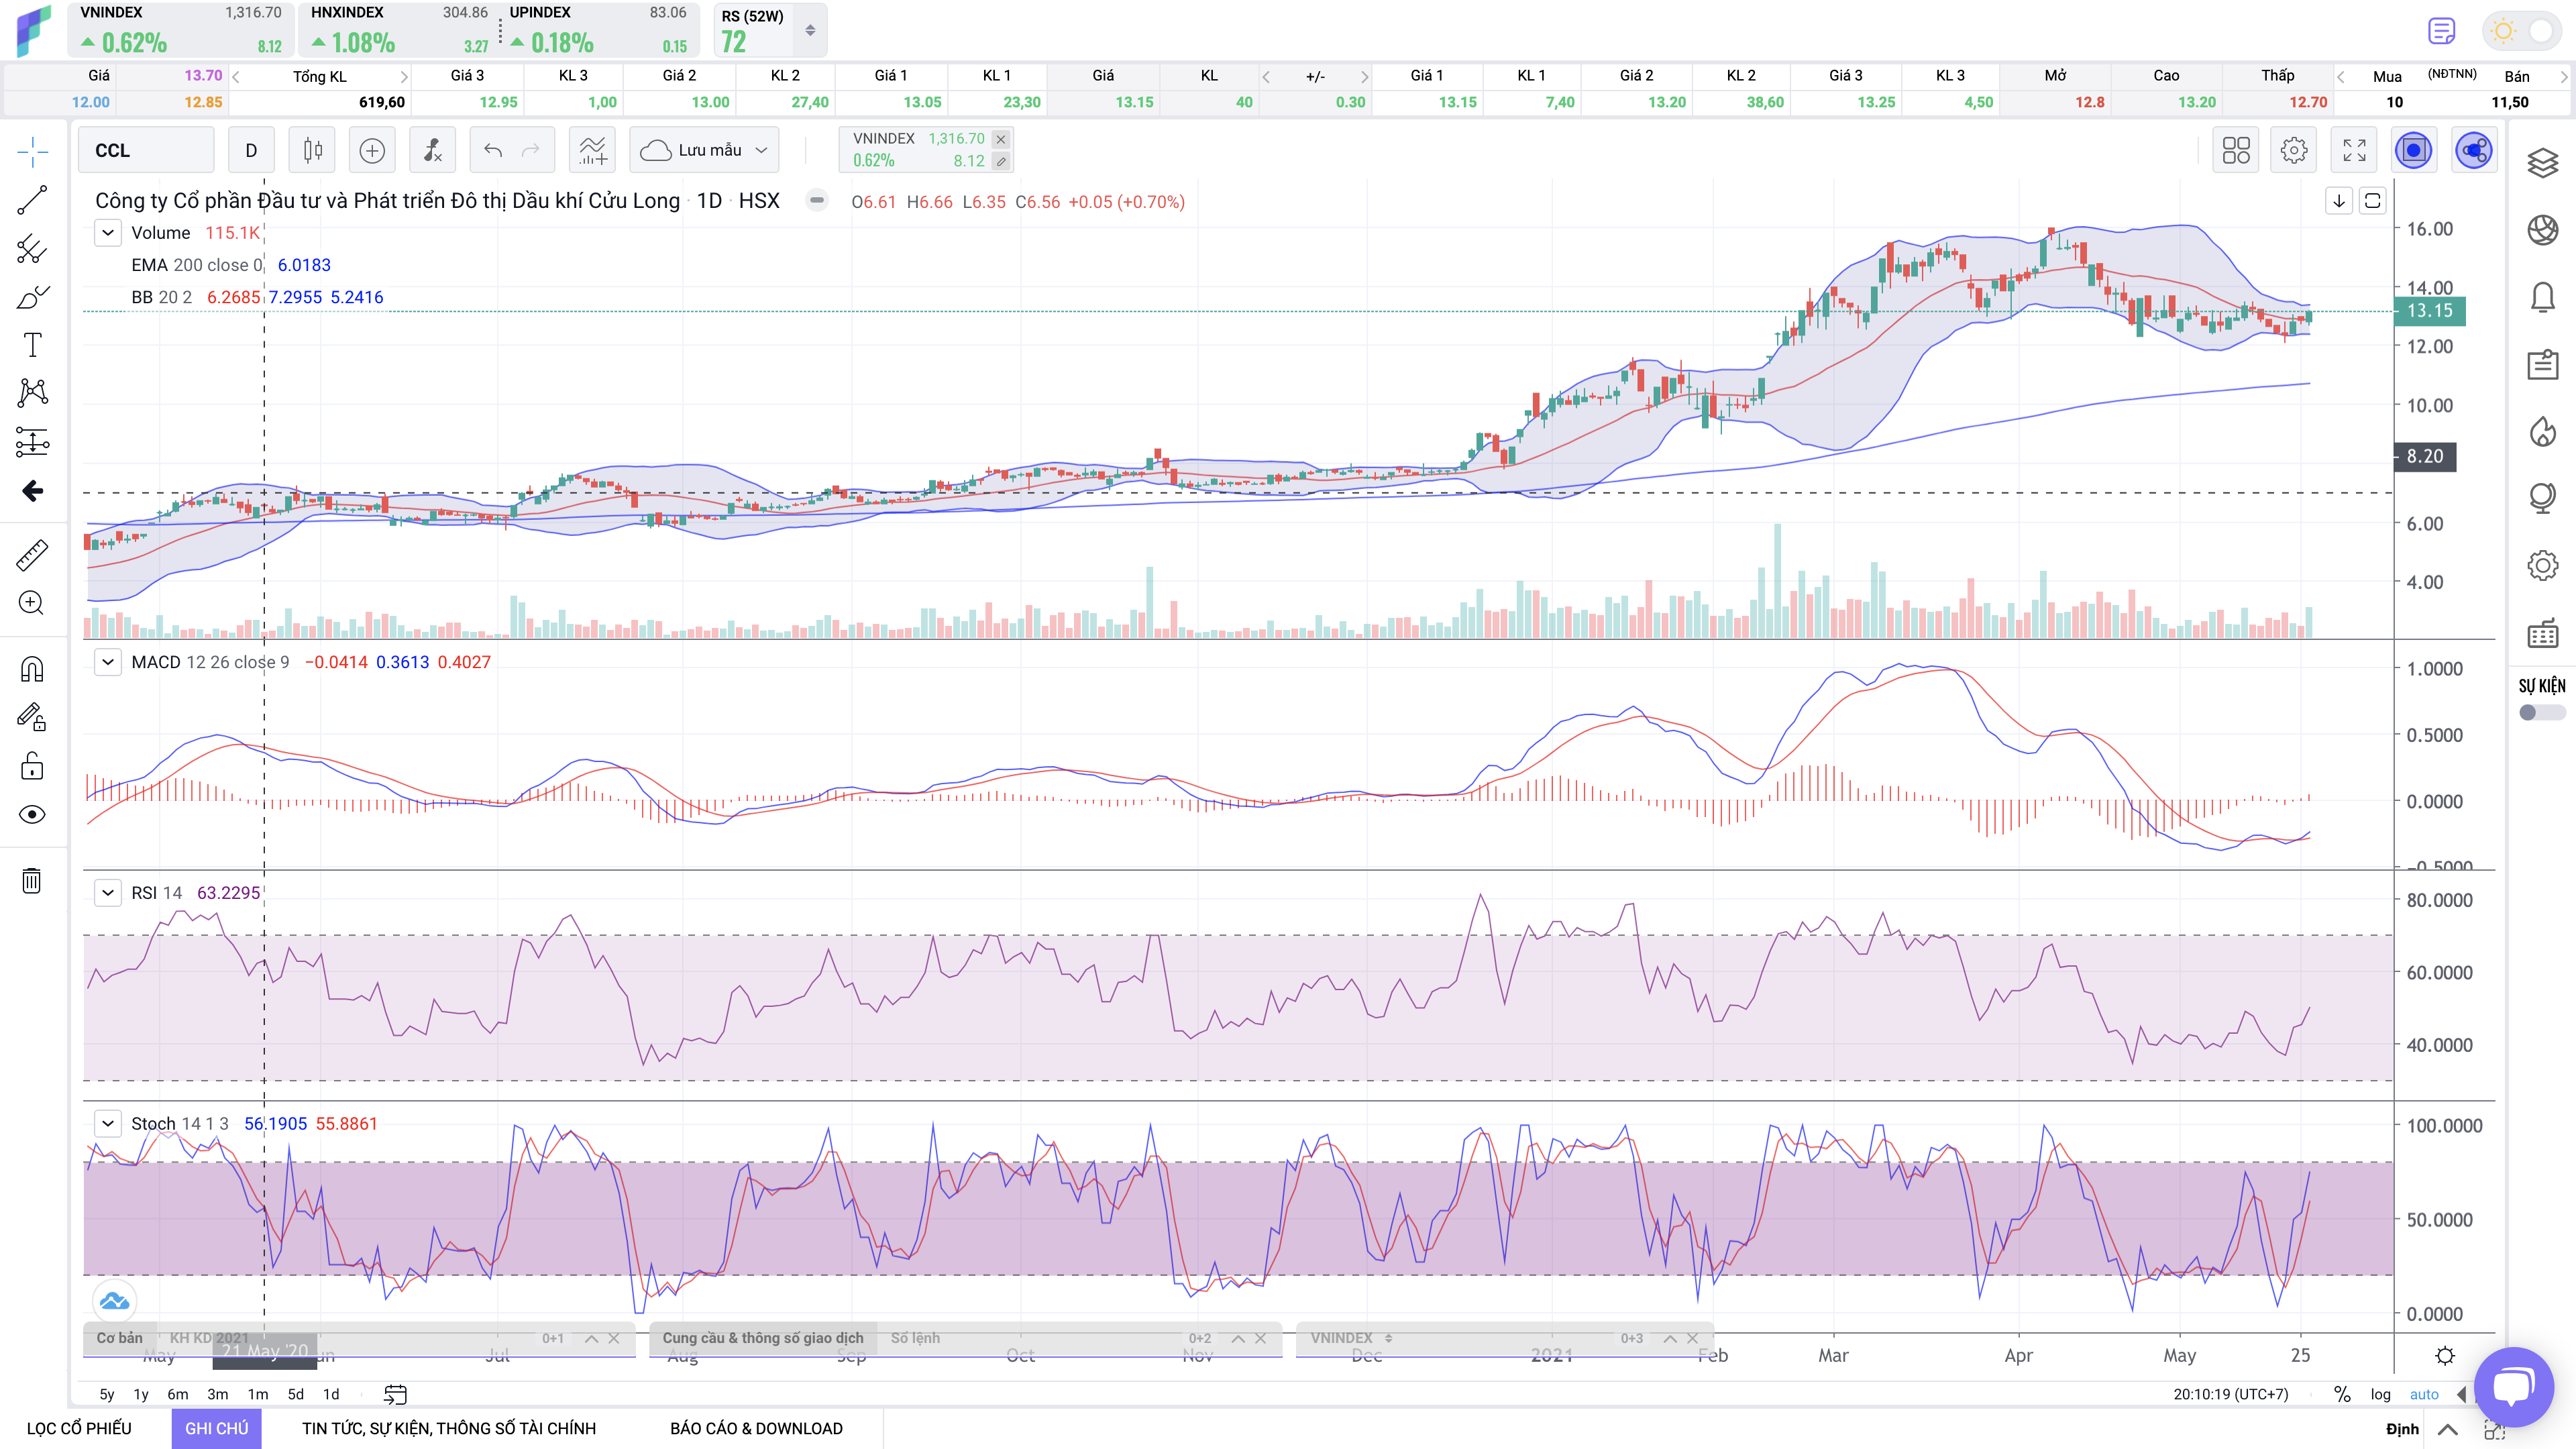 VNINDEX 1,316.70 HNXINDEX 304.86 UPINDEX 83.06 RS (52W)
0.62% 8.12 1.08% 3.27 0.18% 0.15 72
Giá 13.70 Tổng KL Giá 3 KL 3 Giá 2 KL 2 Giá 1 KL 1 Giá KL +/- Giá 1 KL 1 Giá 2 KL 2 Giá 3 KL 3 Mở Cao Thấp Mua (NĐTNN) Bán
12.00 12.85 619,60 12.95 1,00 13.00 27,40 13.05 23,30 13.15 40 0.30 13.15 7,40 13.20 38,60 13.25 4,50 12.8 13.20 12.70 10 11,50
CCL D Lưu mẫu VNINDEX 1,316.70
0.62% 8.12
Công ty Cổ phần Đầu tư và Phát triển Đô thị Dầu khí Cửu Long · 1D · HSX O6.61 H6.66 L6.35 C6.56 +0.05 (+0.70%)
Volume 115.1K
EMA 200 close 0 6.0183
BB 20 2 6.2685 7.2955 5.2416
16.00
14.00
13.15
12.00
10.00
8.20
6.00
4.00
MACD 12 26 close 9 −0.0414 0.3613 0.4027
1.0000
0.5000
0.0000
−0.5000
SỰ KIỆN
RSI 14 63.2295
80.0000
60.0000
40.0000
Stoch 14 1 3 56.1905 55.8861
100.0000
50.0000
0.0000
Cơ bản KH KD 2021 0+1 Cung cầu & thông số giao dịch Sổ lệnh 0+2 VNINDEX 0+3
May 21 May '20 Jul Aug Sep Oct Nov Dec 2021 Feb Mar Apr May 25
5y 1y 6m 3m 1m 5d 1d 20:10:19 (UTC+7) % log auto
LỌC CỔ PHIẾU GHI CHÚ TIN TỨC, SỰ KIỆN, THÔNG SỐ TÀI CHÍNH BÁO CÁO & DOWNLOAD Định